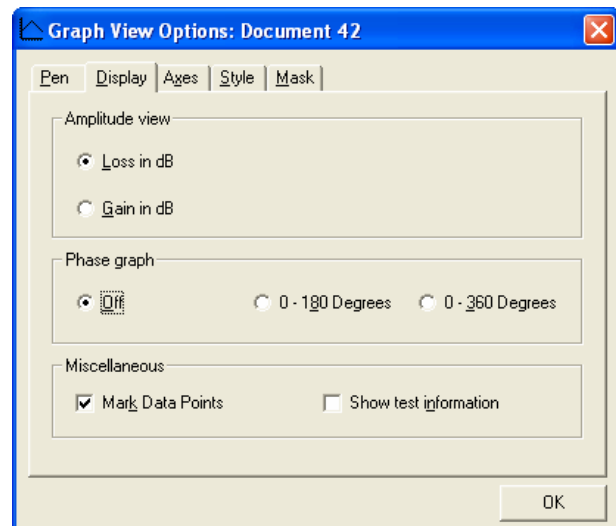 Graph View Options: Document 42
Pen Display Axes Style Mask
Amplitude view
Loss in dB
Gain in dB
Phase graph
Off 0 - 180 Degrees 0 - 360 Degrees
Miscellaneous
Mark Data Points Show test information
OK